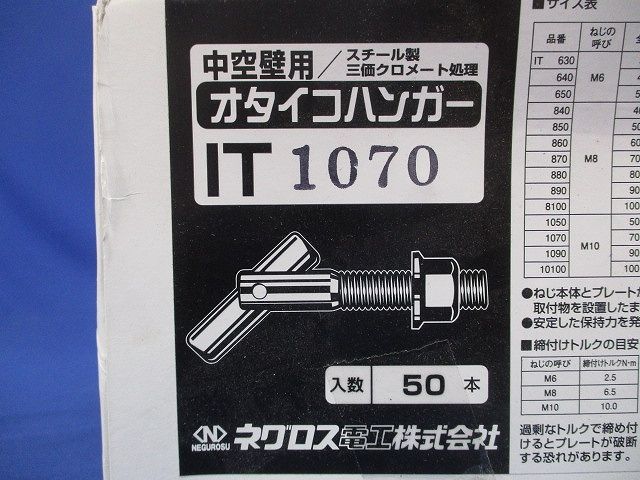 中空壁用／スチール製
三価クロメート処理
オタイコハンガー
IT 1070
入数 50 本
NEGUROSU ネグロス電工株式会社
■サイズ表
品番 ねじの呼び
IT 630
640 M6
650
840
850
860
870 M8
880
890
8100
1050
1070 M10
1090
10100
●ねじ本体とプレートが
取付物を設置したま
●安定した保持力を発
■締付けトルクの目安
ねじの呼び 締付けトルクN·m
M6 2.5
M8 6.5
M10 10.0
過剰なトルクで締め付
けるとプレートが破断
する恐れがあります。